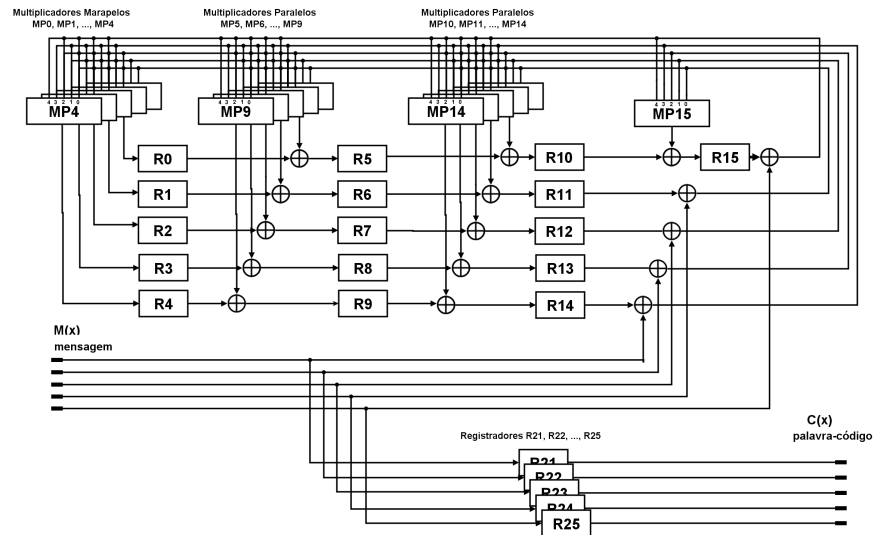 Multiplicadores Marapelos
MP0, MP1, ..., MP4
Multiplicadores Paralelos
MP5, MP6, ..., MP9
Multiplicadores Paralelos
MP10, MP11, ..., MP14
4 3 2 1 0
MP4
4 3 2 1 0
MP9
4 3 2 1 0
MP14
4 3 2 1 0
MP15
R0
R5
R10
R15
R1
R6
R11
R2
R7
R12
R3
R8
R13
R4
R9
R14
M(x)
mensagem
C(x)
palavra-código
Registradores R21, R22, ..., R25
R21
R22
R23
R24
R25